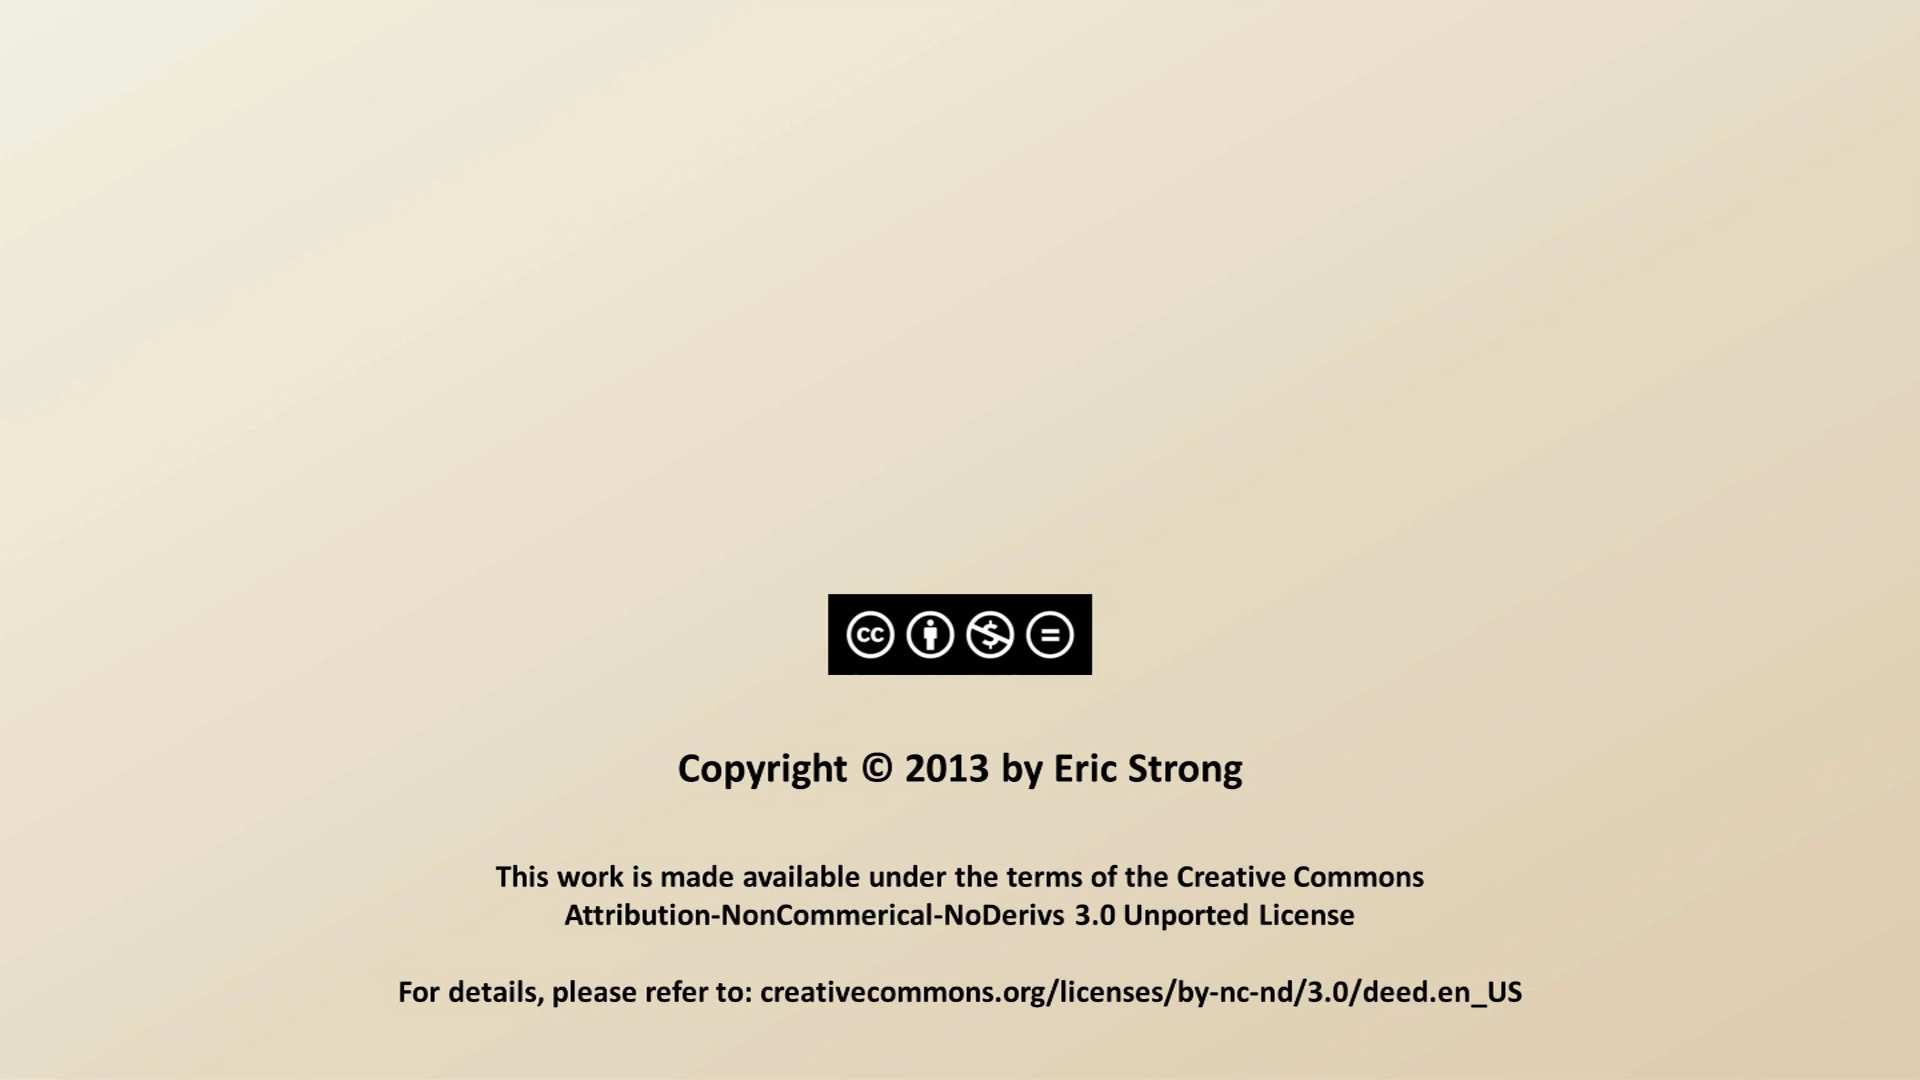 cc
Copyright © 2013 by Eric Strong
This work is made available under the terms of the Creative Commons
Attribution-NonCommerical-NoDerivs 3.0 Unported License
For details, please refer to: creativecommons.org/licenses/by-nc-nd/3.0/deed.en_US